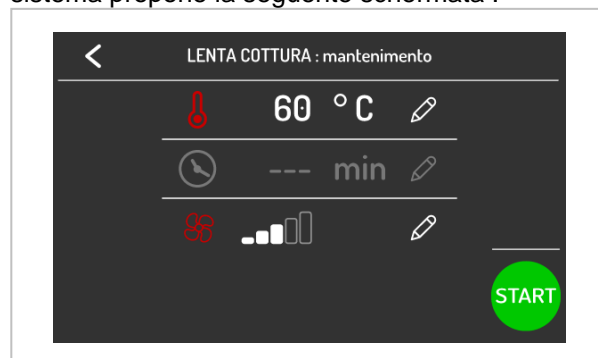 sistema propone la seguente schermata :
LENTA COTTURA : mantenimento
60 °C
--- min
START